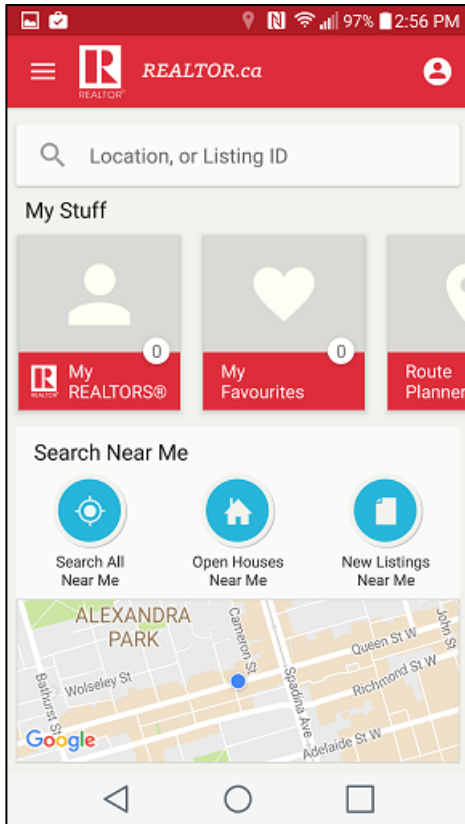 97% 2:56 PM
R
REALTOR®
REALTOR.ca
Location, or Listing ID
My Stuff
0
0
R
REALTOR®
My
REALTORS®
My
Favourites
Route
Planner
Search Near Me
Search All
Near Me
Open Houses
Near Me
New Listings
Near Me
ALEXANDRA
PARK
Cameron St
John St
Queen St W
Wolseley St
Bathurst St
Spadina Ave
Richmond St W
Adelaide St W
Google